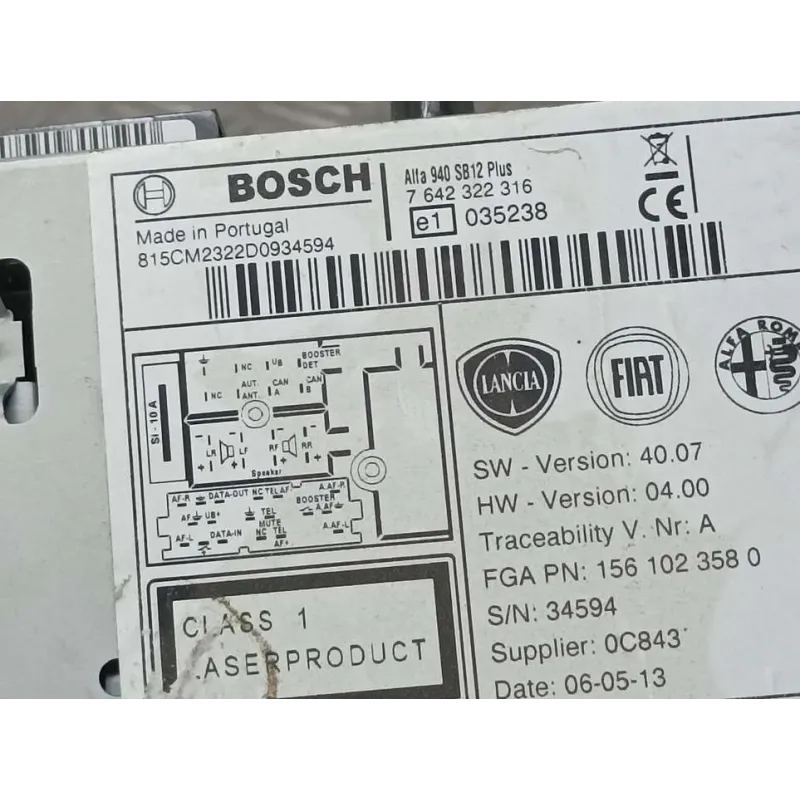 BOSCH
Alfa 940 SB12 Plus
7 642 322 316
e1 035238
CE
Made in Portugal
815CM2322D0934594
NC UB BOOSTER DET
NC AUT. ANT. CAN A CAN B
Si - 10 A
LR LF RF RR
Speaker
AF-R DATA-OUT NC TEL AF A.AF-R
BOOSTER
AF UB+ TEL MUTE A.AF
AF-L DATA-IN NC TEL AF+ A.AF-L
LANCIA
FIAT
ALFA ROM
SW - Version: 40.07
HW - Version: 04.00
Traceability V. Nr: A
FGA PN: 156 102 358 0
S/N: 34594
Supplier: 0C843
Date: 06-05-13
CLASS 1
LASERPRODUCT